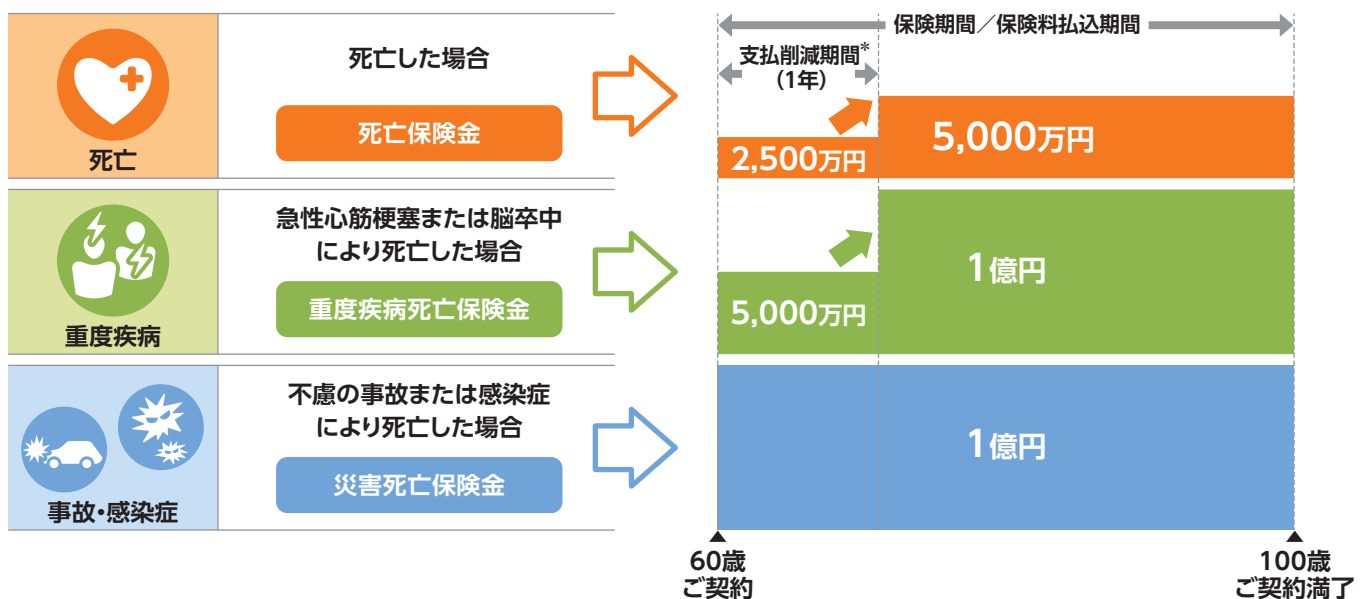 保険期間/保険料払込期間
支払削減期間*
(1年)
死亡
死亡した場合
死亡保険金
2,500万円
5,000万円
重度疾病
急性心筋梗塞または脳卒中
により死亡した場合
重度疾病死亡保険金
5,000万円
1億円
事故・感染症
不慮の事故または感染症
により死亡した場合
災害死亡保険金
1億円
60歳
ご契約
100歳
ご契約満了